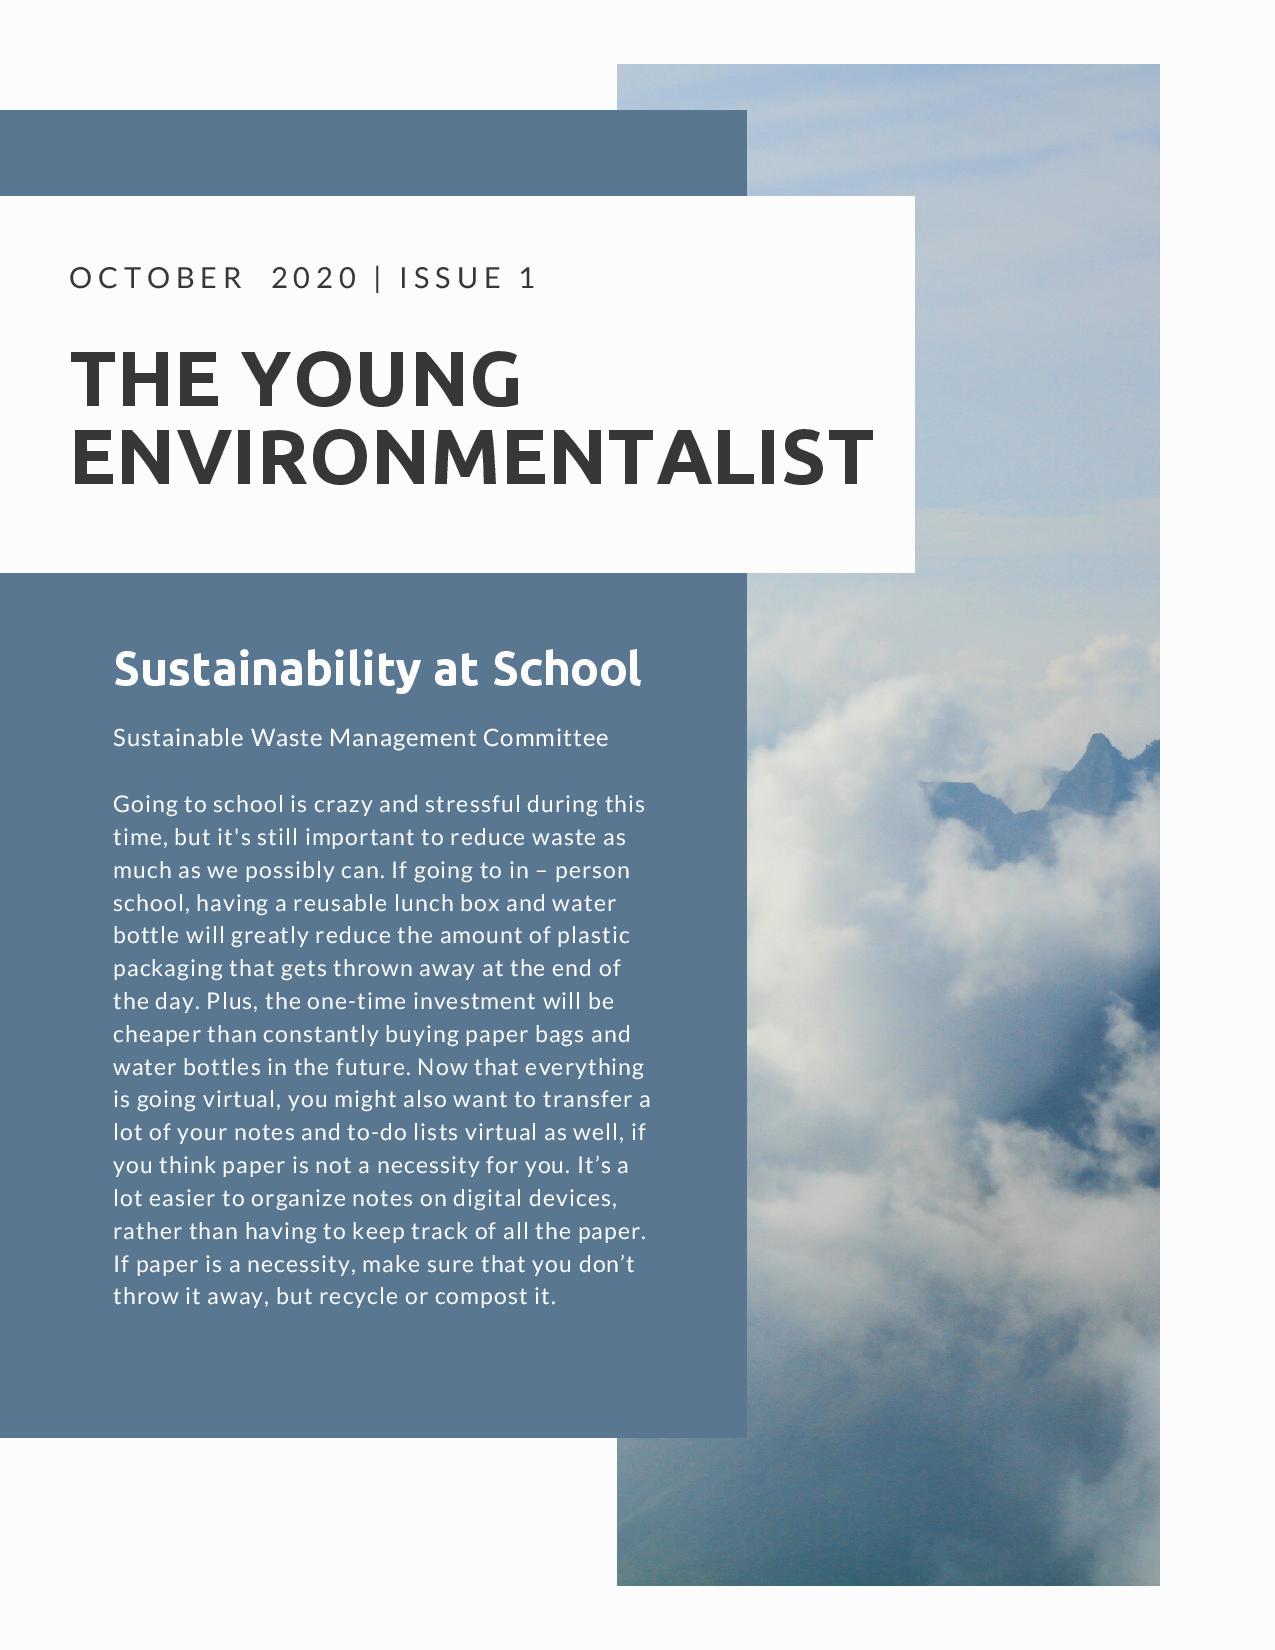 OCTOBER 2020 | ISSUE 1
THE YOUNG
ENVIRONMENTALIST
Sustainability at School
Sustainable Waste Management Committee
Going to school is crazy and stressful during this
time, but it's still important to reduce waste as
much as we possibly can. If going to in – person
school, having a reusable lunch box and water
bottle will greatly reduce the amount of plastic
packaging that gets thrown away at the end of
the day. Plus, the one-time investment will be
cheaper than constantly buying paper bags and
water bottles in the future. Now that everything
is going virtual, you might also want to transfer a
lot of your notes and to-do lists virtual as well, if
you think paper is not a necessity for you. It’s a
lot easier to organize notes on digital devices,
rather than having to keep track of all the paper.
If paper is a necessity, make sure that you don’t
throw it away, but recycle or compost it.